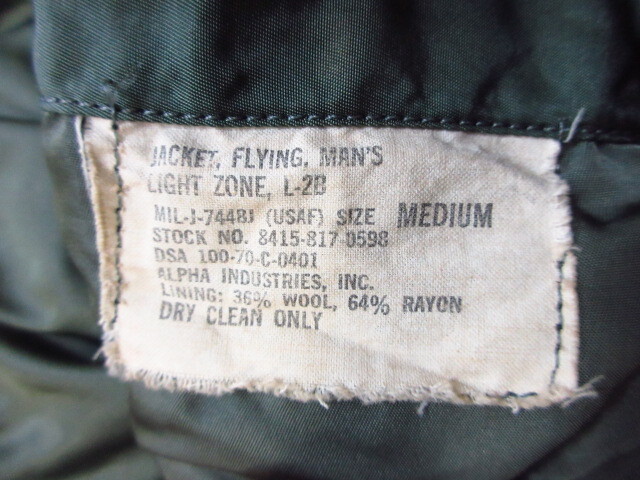 JACKET, FLYING, MAN'S
LIGHT ZONE, L-2B
MIL-J-7448J (USAF) SIZE MEDIUM
STOCK NO. 8415-817-0598
DSA 100-70-C-0401
ALPHA INDUSTRIES, INC.
LINING: 36% WOOL, 64% RAYON
DRY CLEAN ONLY